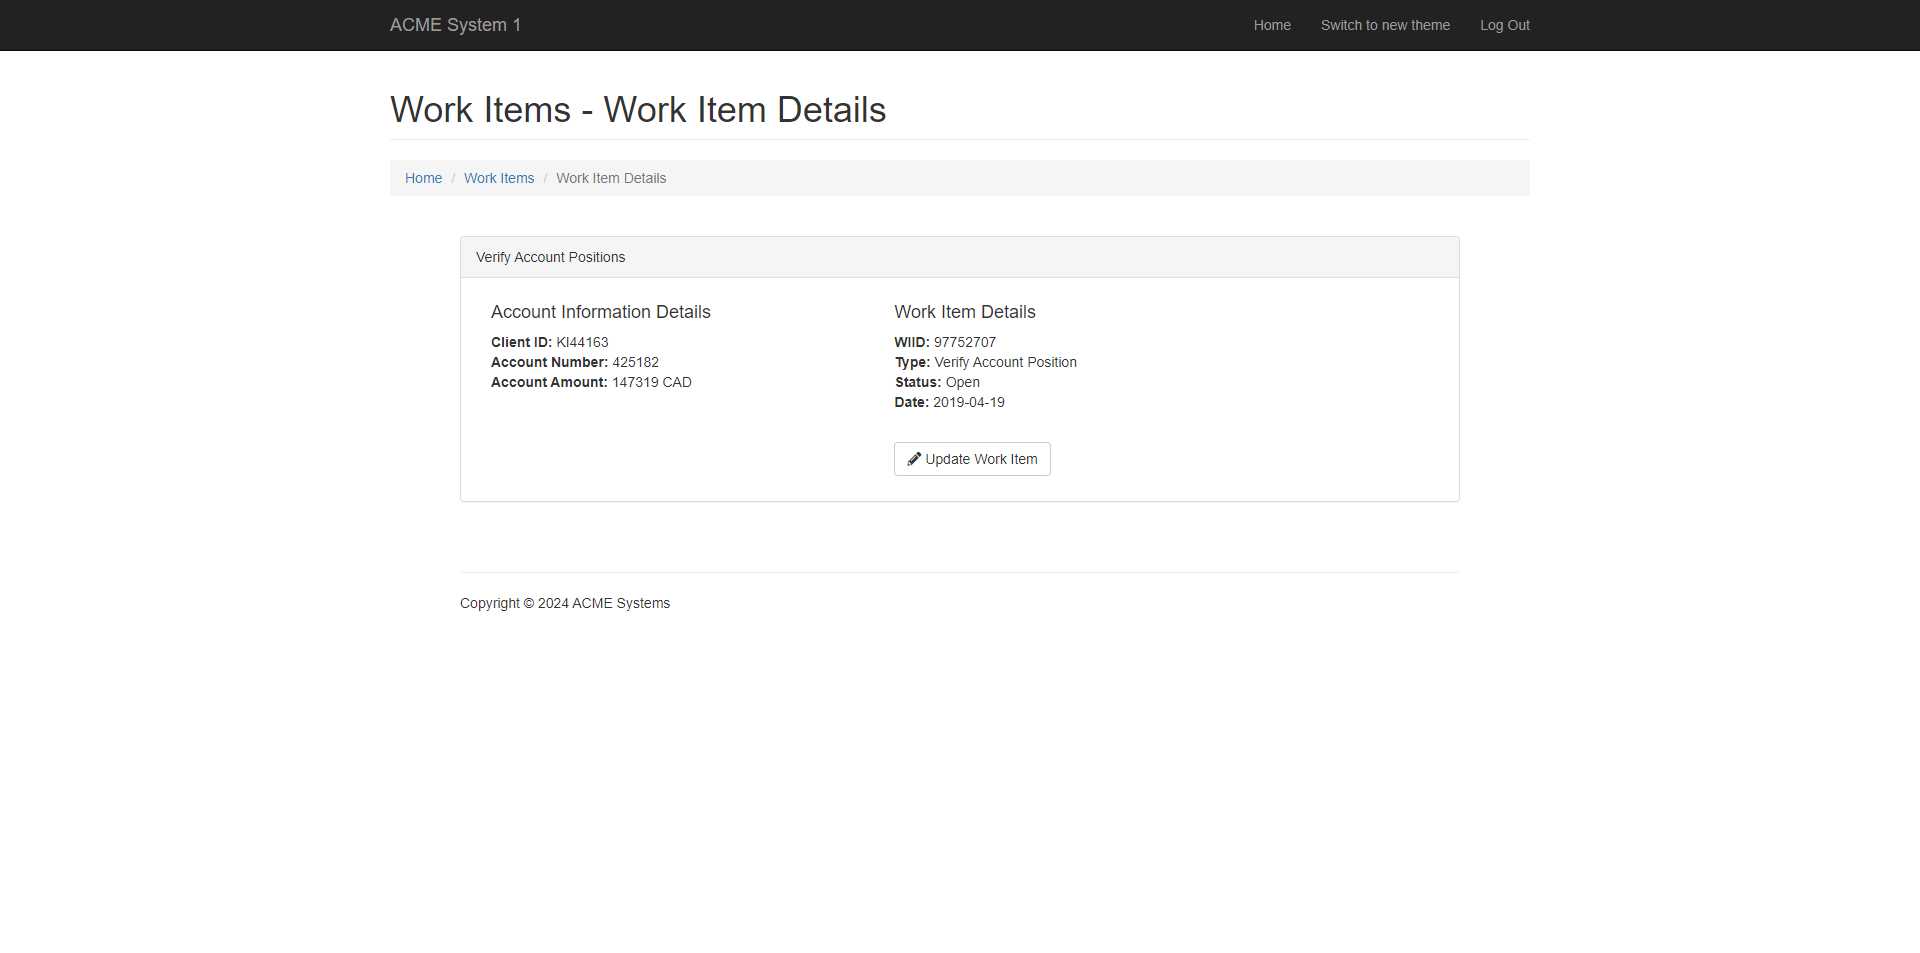 ACME System 1
Home
Switch to new theme
Log Out
Work Items - Work Item Details
Home / Work Items / Work Item Details
Verify Account Positions
Account Information Details
Client ID: KI44163
Account Number: 425182
Account Amount: 147319 CAD
Work Item Details
WIID: 97752707
Type: Verify Account Position
Status: Open
Date: 2019-04-19
Update Work Item
Copyright © 2024 ACME Systems